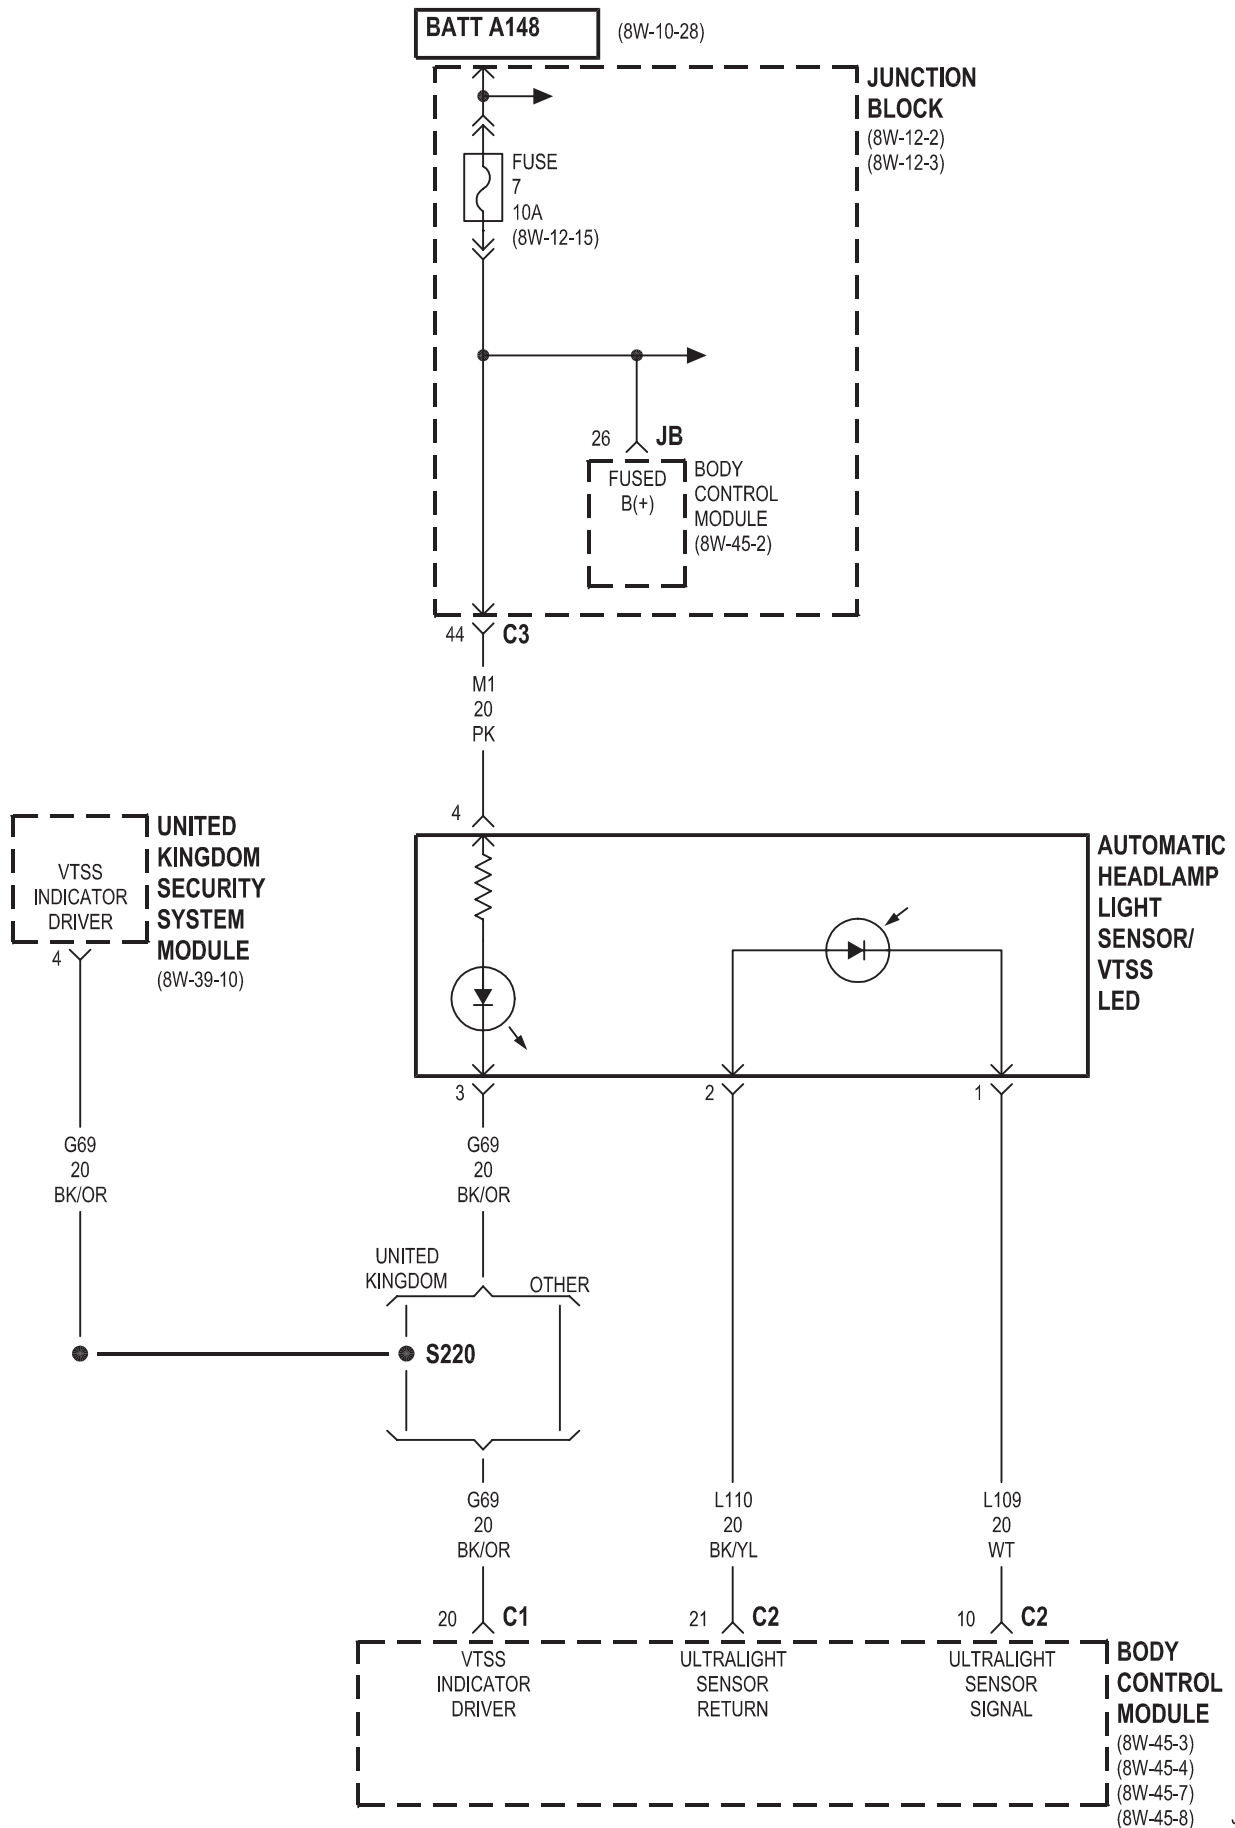 BATT A148
(8W-10-28)
JUNCTION
BLOCK
(8W-12-2)
(8W-12-3)
FUSE
7
10A
(8W-12-15)
26
JB
FUSED
B(+)
BODY
CONTROL
MODULE
(8W-45-2)
44
C3
M1
20
PK
4
UNITED
KINGDOM
SECURITY
SYSTEM
MODULE
(8W-39-10)
VTSS
INDICATOR
DRIVER
4
AUTOMATIC
HEADLAMP
LIGHT
SENSOR/
VTSS
LED
3
2
1
G69
20
BK/OR
G69
20
BK/OR
UNITED
KINGDOM
OTHER
S220
G69
20
BK/OR
L110
20
BK/YL
L109
20
WT
20
C1
21
C2
10
C2
VTSS
INDICATOR
DRIVER
ULTRALIGHT
SENSOR
RETURN
ULTRALIGHT
SENSOR
SIGNAL
BODY
CONTROL
MODULE
(8W-45-3)
(8W-45-4)
(8W-45-7)
(8W-45-8)